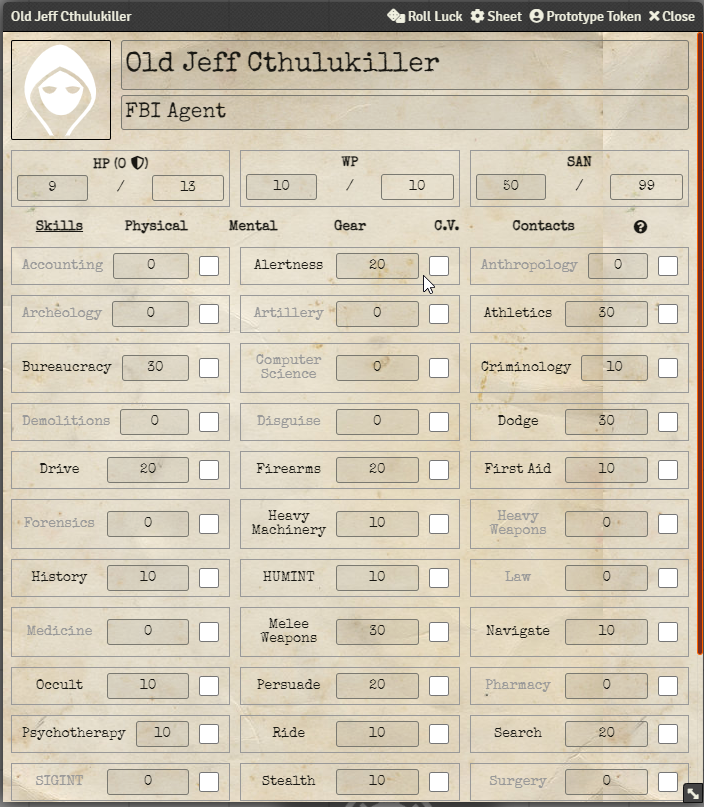 Old Jeff Cthulukiller Roll Luck Sheet Prototype Token Close
Old Jeff Cthulukiller
FBI Agent
HP (0 ) WP SAN
9 / 13 10 / 10 50 / 99
Skills Physical Mental Gear C.V. Contacts
Accounting 0 Alertness 20 Anthropology 0
Archeology 0 Artillery 0 Athletics 30
Bureaucracy 30 Computer Science 0 Criminology 10
Demolitions 0 Disguise 0 Dodge 30
Drive 20 Firearms 20 First Aid 10
Forensics 0 Heavy Machinery 10 Heavy Weapons 0
History 10 HUMINT 10 Law 0
Medicine 0 Melee Weapons 30 Navigate 10
Occult 10 Persuade 20 Pharmacy 0
Psychotherapy 10 Ride 10 Search 20
SIGINT 0 Stealth 10 Surgery 0